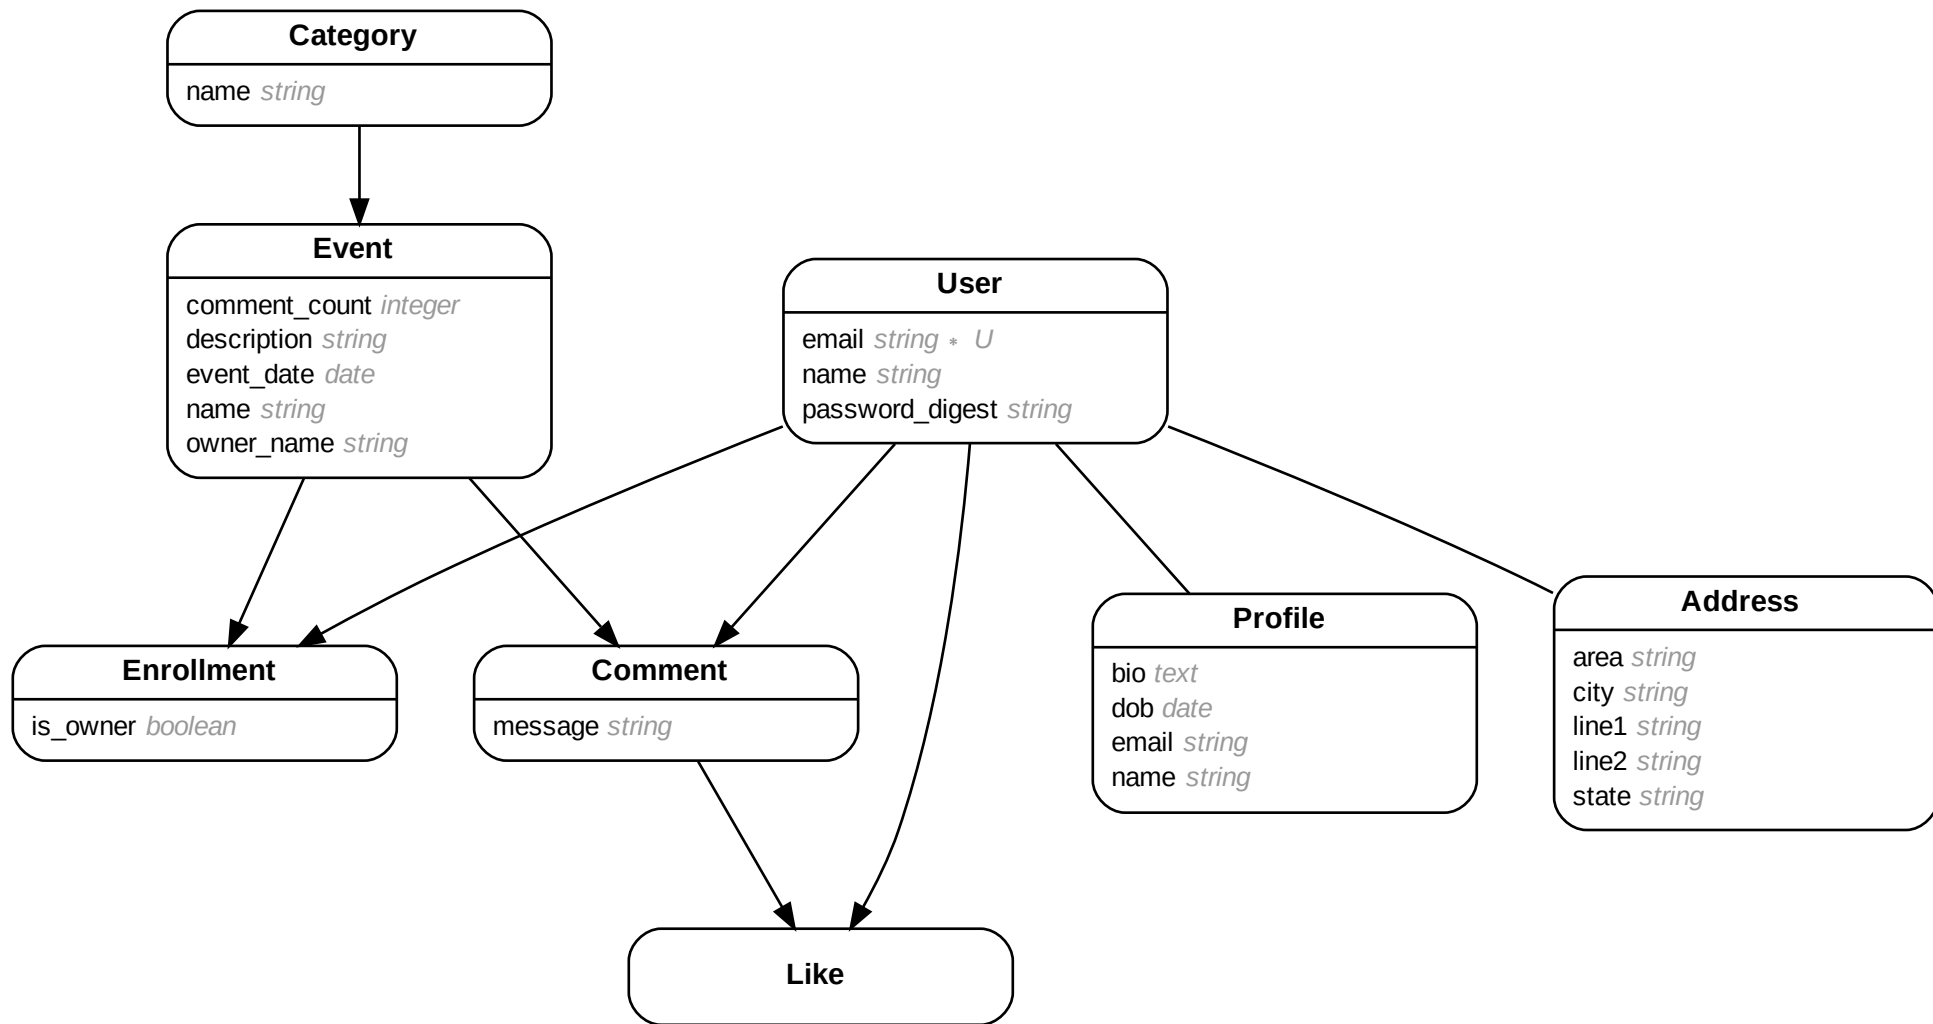 Category
name string
Event
comment_count integer
description string
event_date date
name string
owner_name string
User
email string * U
name string
password_digest string
Enrollment
is_owner boolean
Comment
message string
Profile
bio text
dob date
email string
name string
Address
area string
city string
line1 string
line2 string
state string
Like